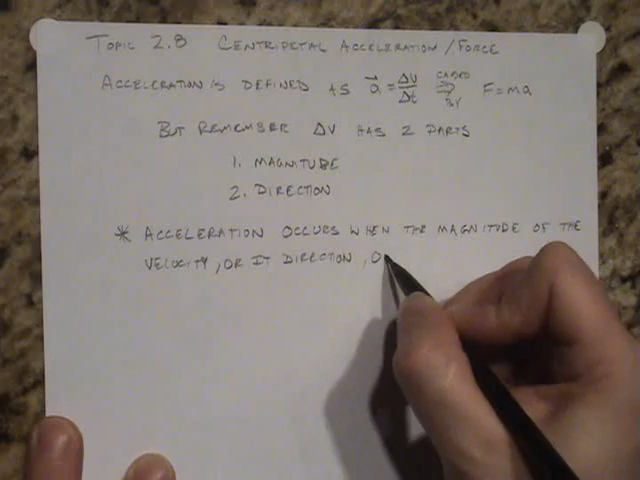 TOPIC 2.8 CENTRIPETAL ACCELERATION/FORCE
ACCELERATION IS DEFINED AS a⃗ = ΔV/Δt CAUSED BY ⇒ F=ma
BUT REMEMBER ΔV HAS 2 PARTS
1. MAGNITUDE
2. DIRECTION
* ACCELERATION OCCURS WHEN THE MAGNITUDE OF THE
VELOCITY, OR IT DIRECTION, O